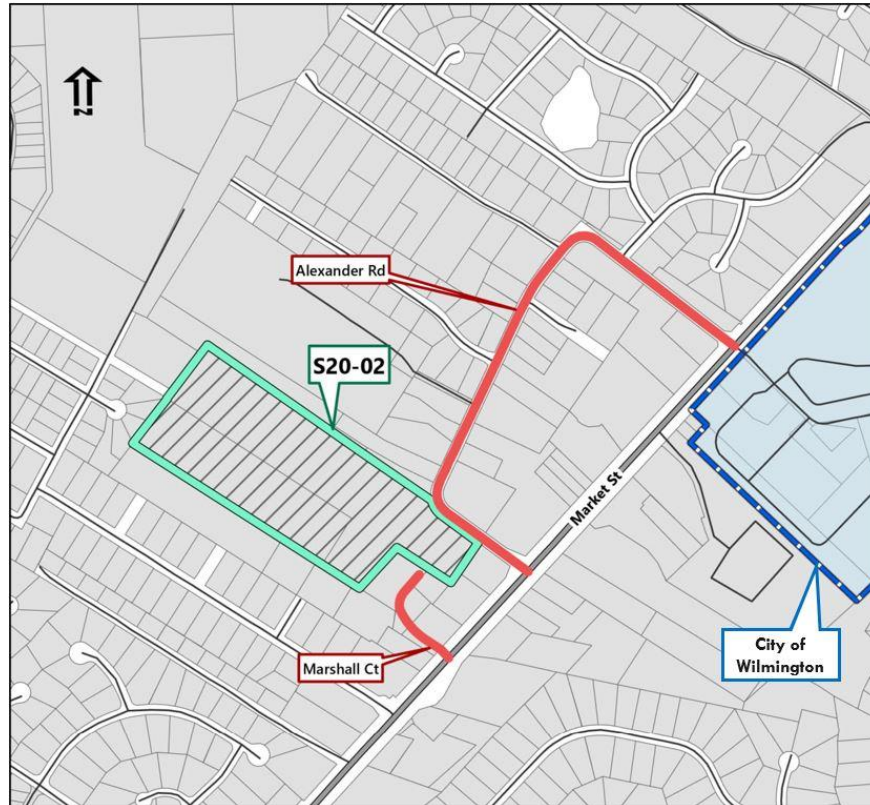 N
Alexander Rd
S20-02
Market St
Marshall Ct
City of
Wilmington